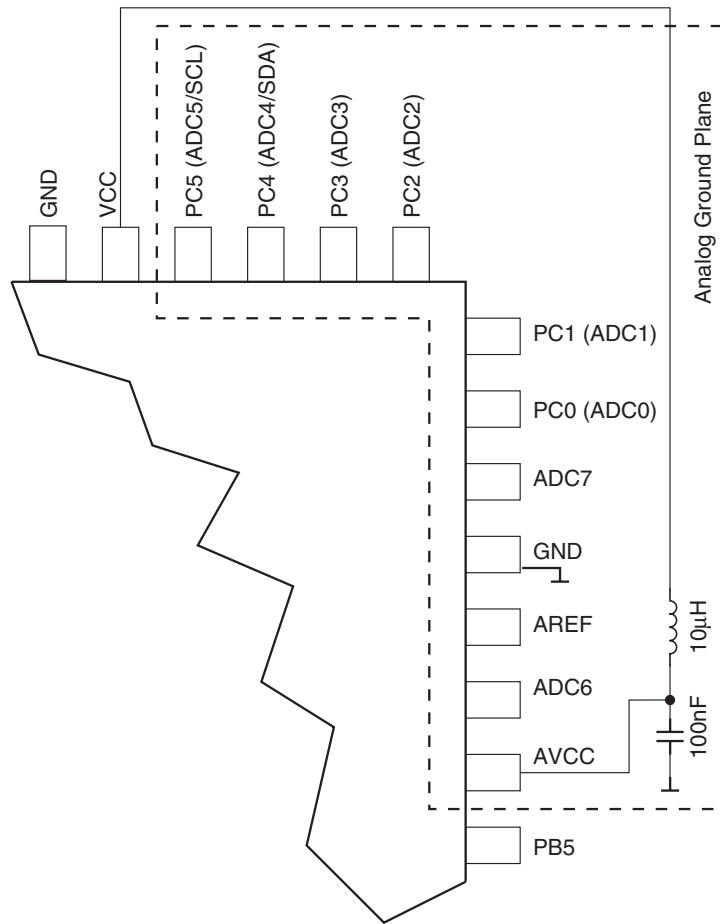 GND
VCC
PC5 (ADC5/SCL)
PC4 (ADC4/SDA)
PC3 (ADC3)
PC2 (ADC2)
Analog Ground Plane
PC1 (ADC1)
PC0 (ADC0)
ADC7
GND
AREF
ADC6
AVCC
PB5
10μH
100nF